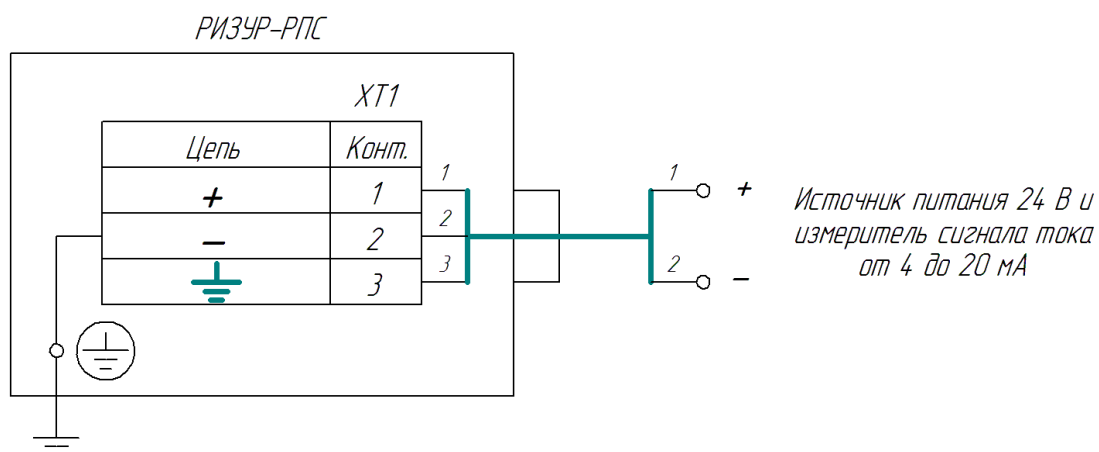 РИЗУР-РПС
XT1
Цепь Конт.
+ 1
− 2
3
1
2
3
1 +
2 −
Источник питания 24 В и
измеритель сигнала тока
от 4 до 20 мА